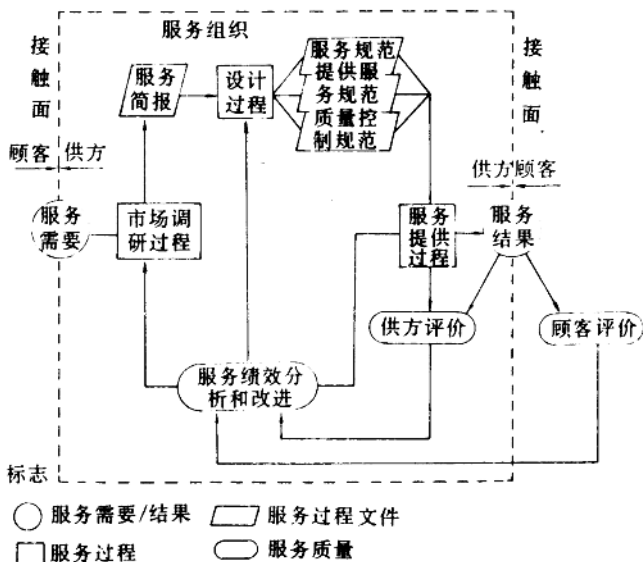 服务组织
接触面
接触面
服务规范
提供服
务规范
质量控
制规范
服务
简报
设计
过程
顾客
供方
供方
顾客
服务
需要
市场调
研过程
服务
提供
过程
服务
结果
供方评价
顾客评价
服务绩效分
析和改进
标志
服务需要/结果
服务过程文件
服务过程
服务质量